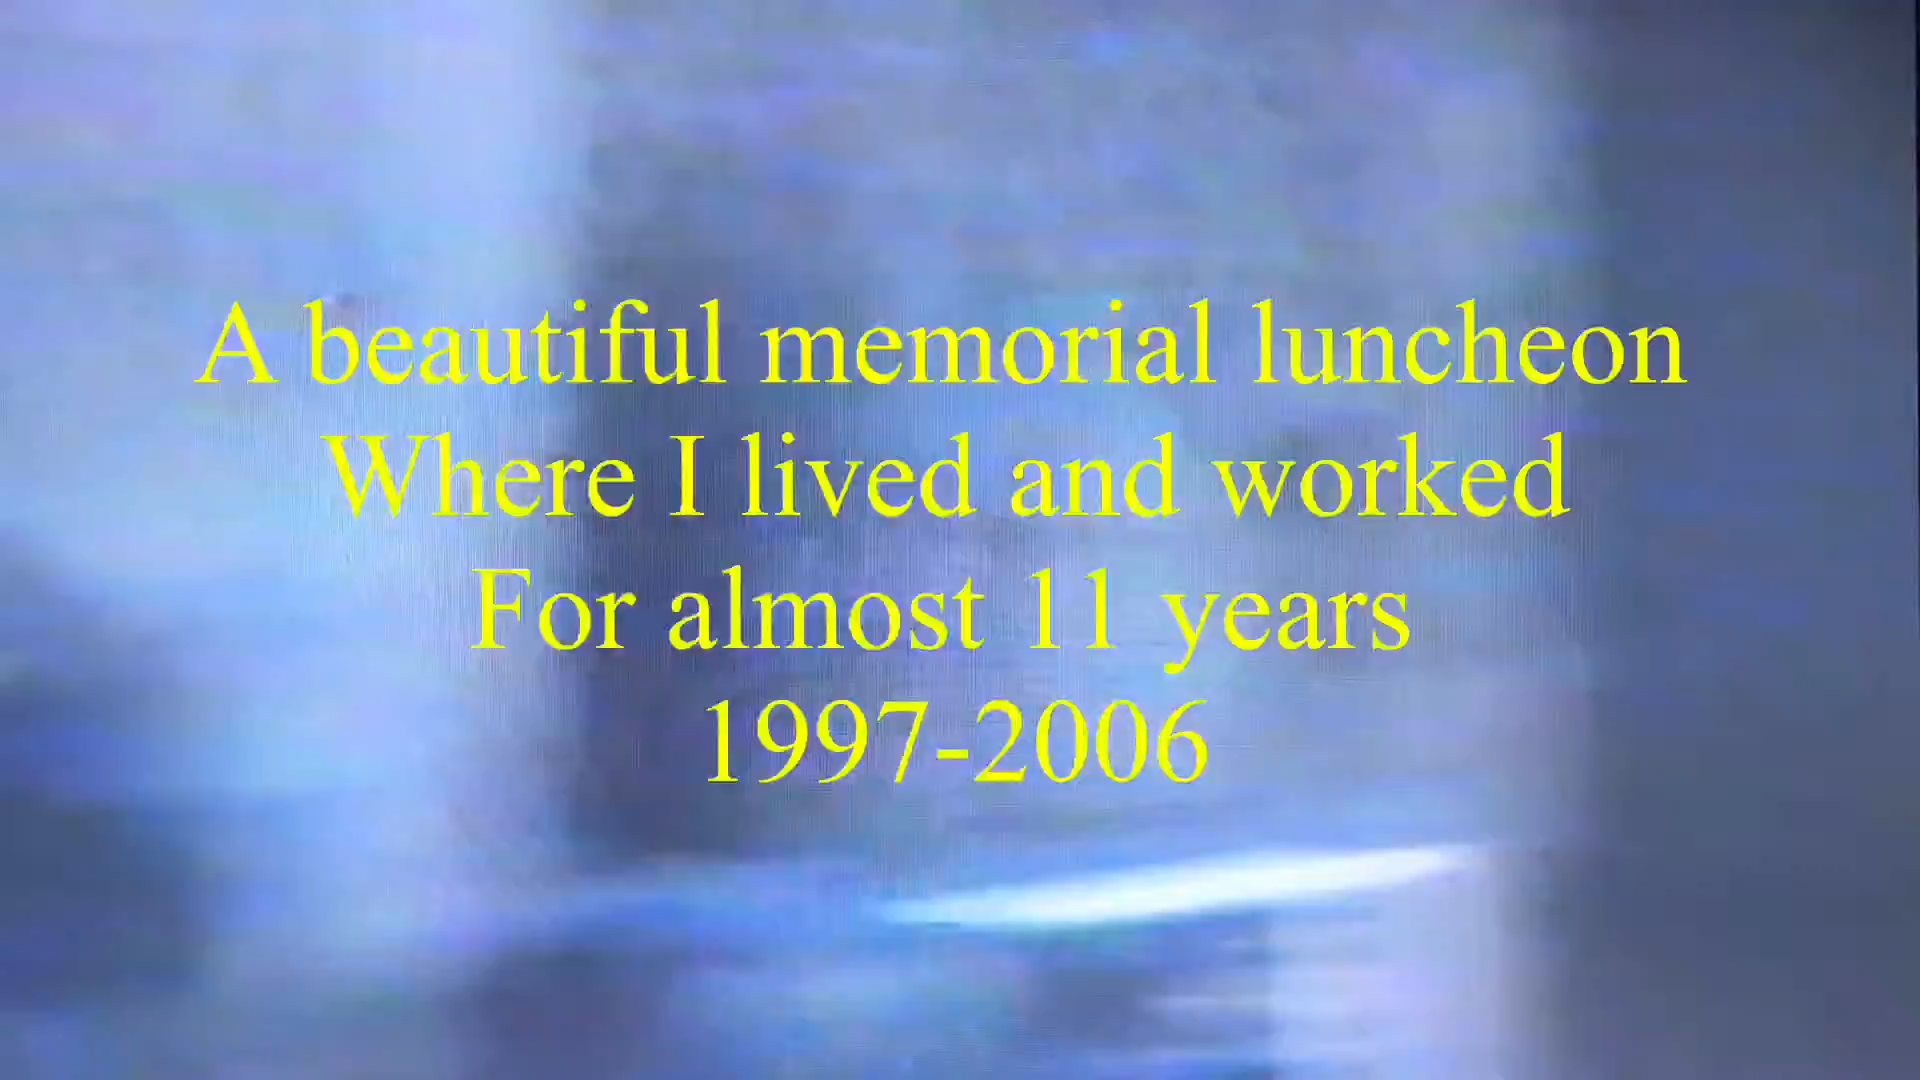 A beautiful memorial luncheon
Where I lived and worked
For almost 11 years
1997-2006